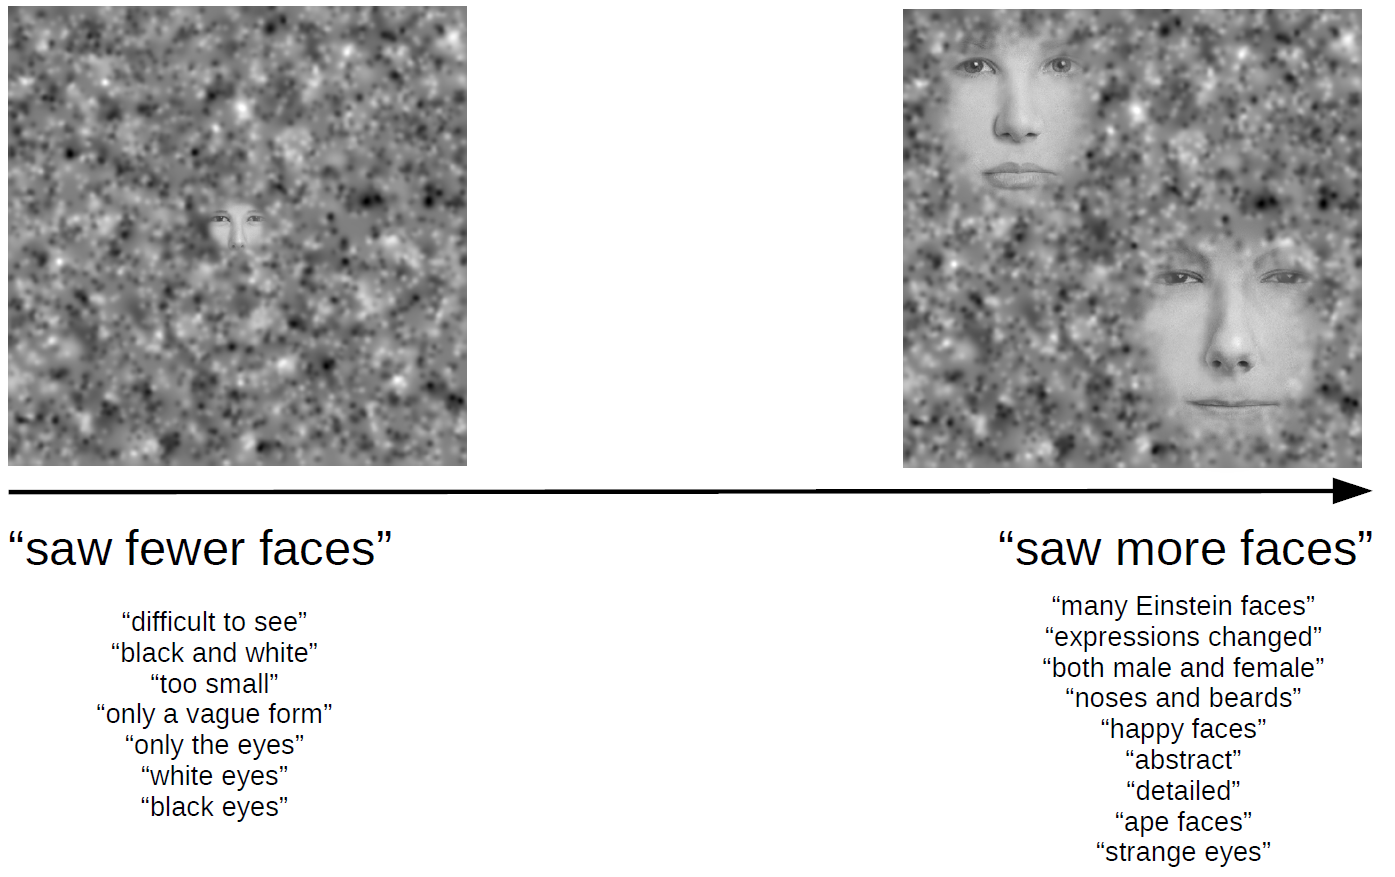 “saw fewer faces”
“difficult to see”
“black and white”
“too small”
“only a vague form”
“only the eyes”
“white eyes”
“black eyes”
“saw more faces”
“many Einstein faces”
“expressions changed”
“both male and female”
“noses and beards”
“happy faces”
“abstract”
“detailed”
“ape faces”
“strange eyes”